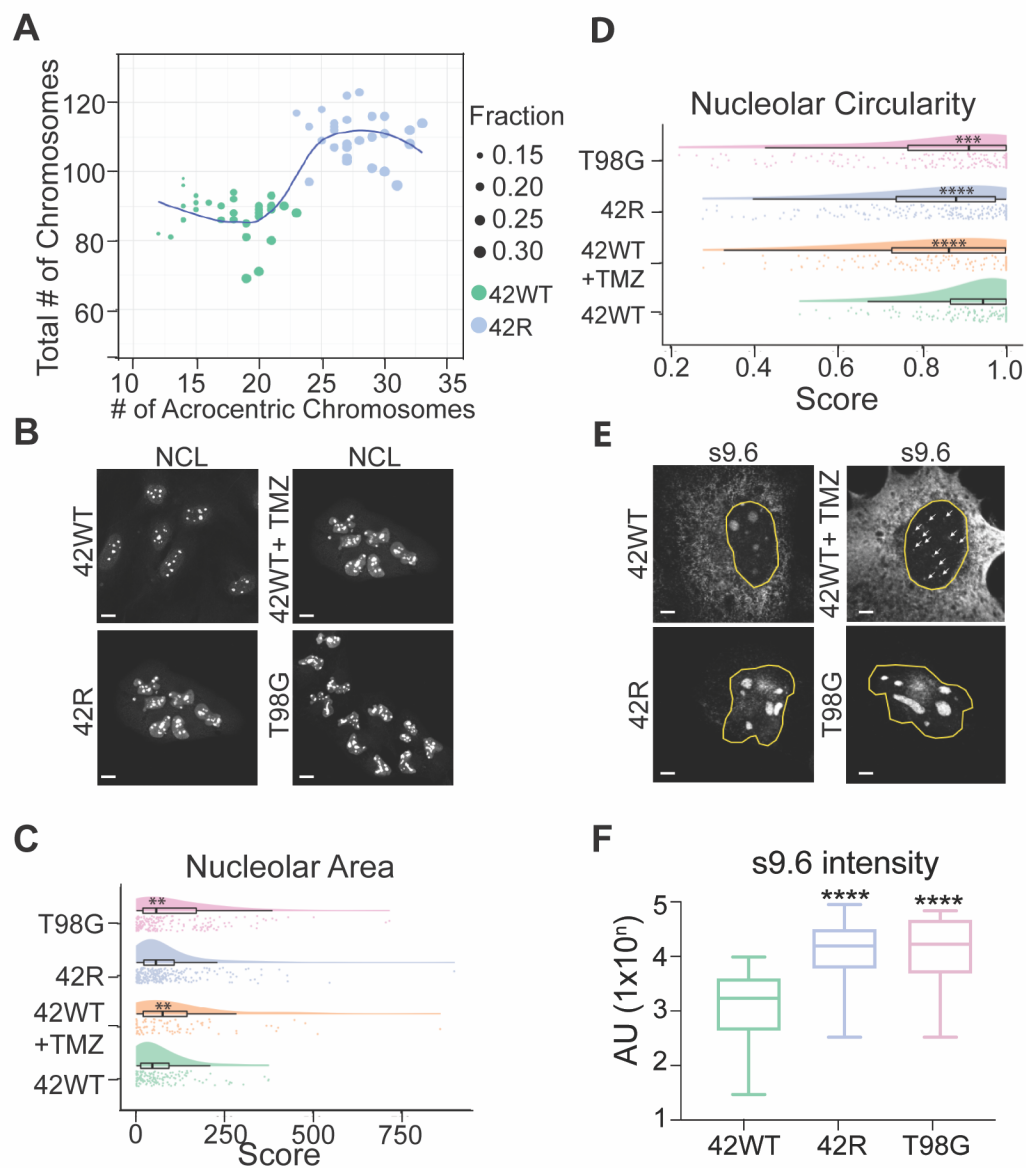 A
Total # of Chromosomes
120
100
80
60
10 15 20 25 30 35
# of Acrocentric Chromosomes
Fraction
0.15
0.20
0.25
0.30
42WT
42R
B
NCL
NCL
42WT
42WT+ TMZ
42R
T98G
C
Nucleolar Area
T98G
**
42R
42WT
+TMZ
**
42WT
0 250 500 750
Score
D
Nucleolar Circularity
T98G
***
42R
****
42WT
+TMZ
****
42WT
0.2 0.4 0.6 0.8 1.0
Score
E
s9.6
s9.6
42WT
42WT+ TMZ
42R
T98G
F
s9.6 intensity
AU (1x10ⁿ)
5
4
3
2
1
****
****
42WT 42R T98G